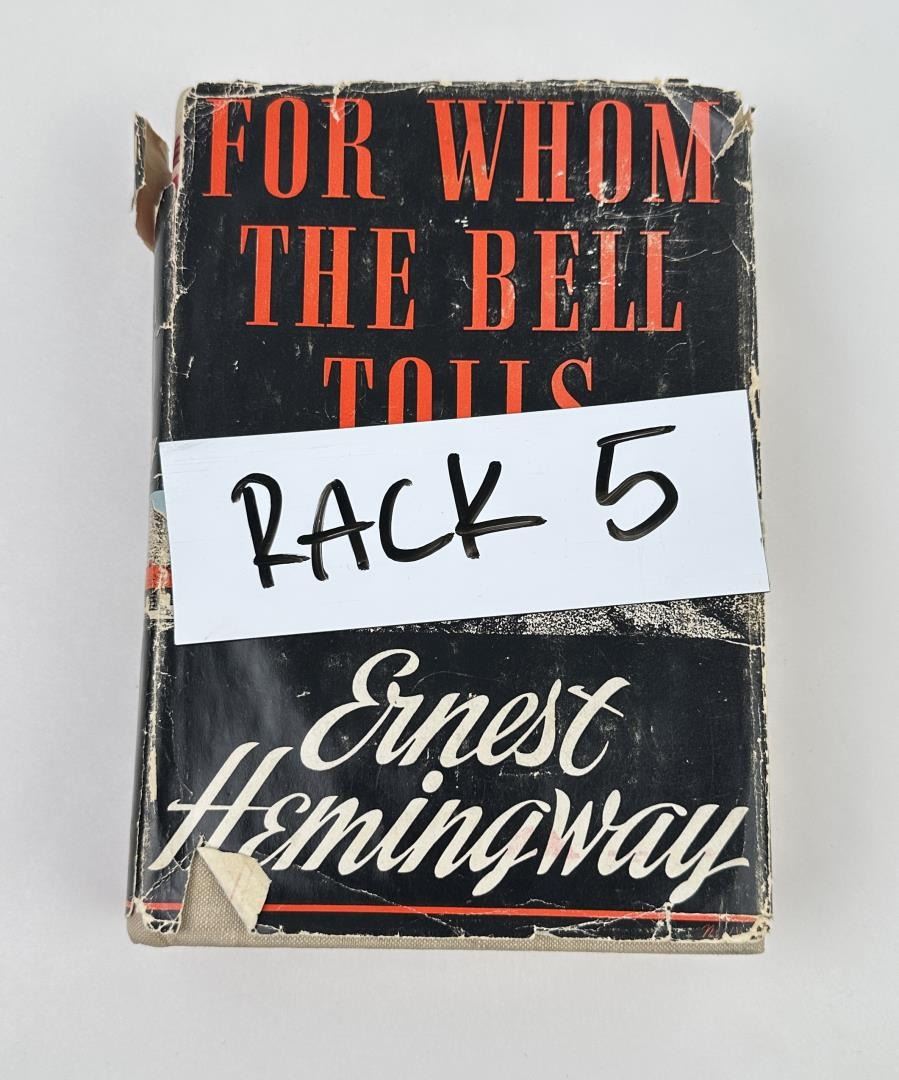 FOR WHOM
THE BELL
TOLLS
RACK 5
Ernest
Hemingway